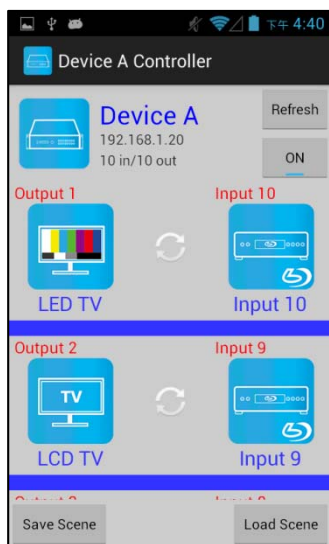 下午 4:40
Device A Controller
Device A
192.168.1.20
10 in/10 out
Refresh
ON
Output 1
Input 10
LED TV
Input 10
Output 2
Input 9
TV
LCD TV
Input 9
Save Scene
Load Scene